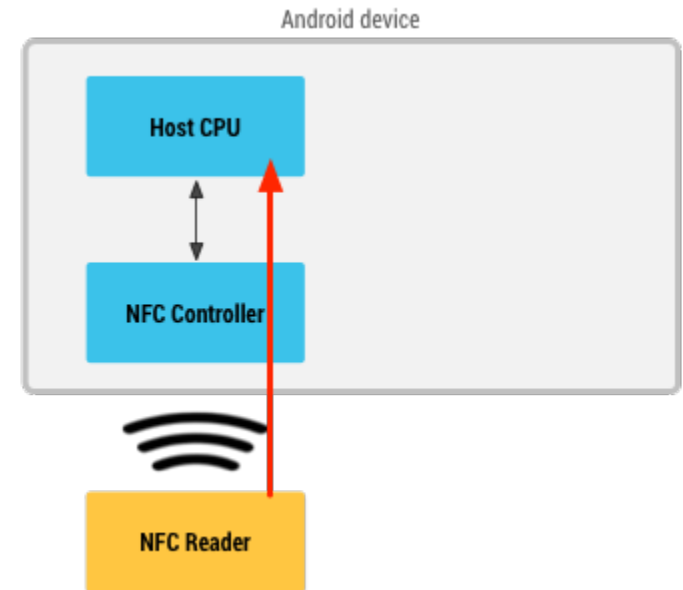 Android device
Host CPU
NFC Controller
NFC Reader